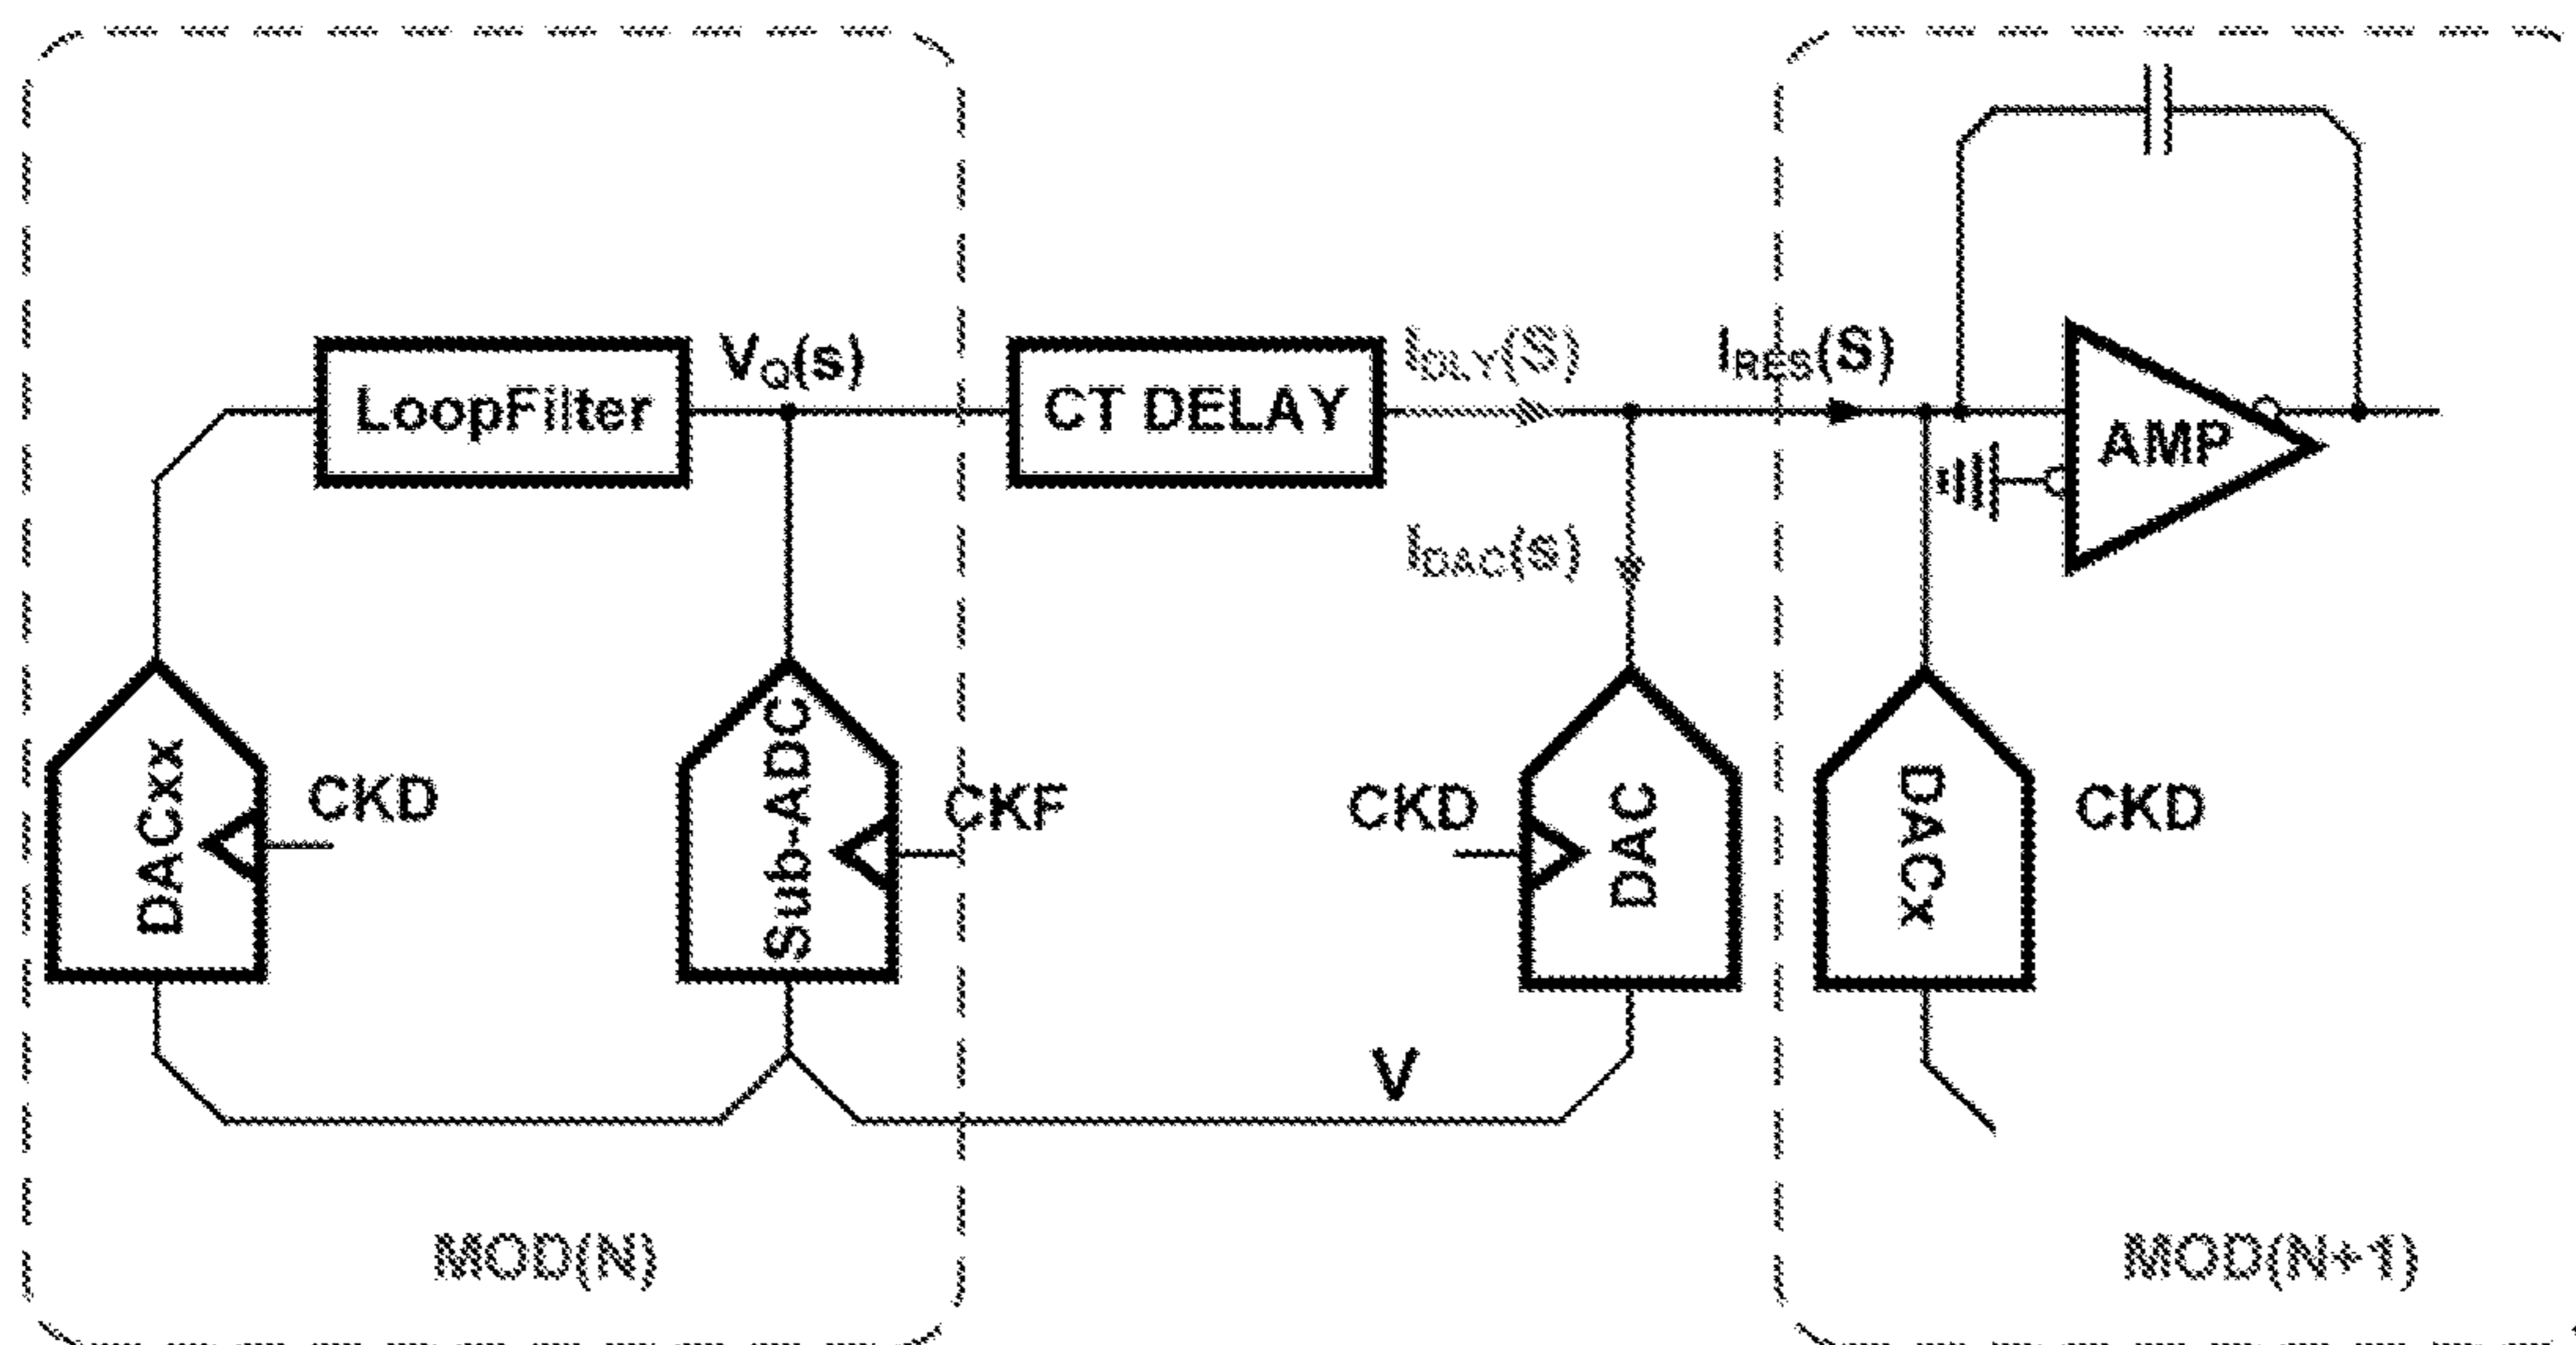 V_Q(s)
I_DLY(S)
I_RES(S)
LoopFilter
CT DELAY
AMP
I_DAC(s)
DACxx
CKD
Sub-ADC
CKF
CKD
DAC
DACx
CKD
V
MOD(N)
MOD(N+1)